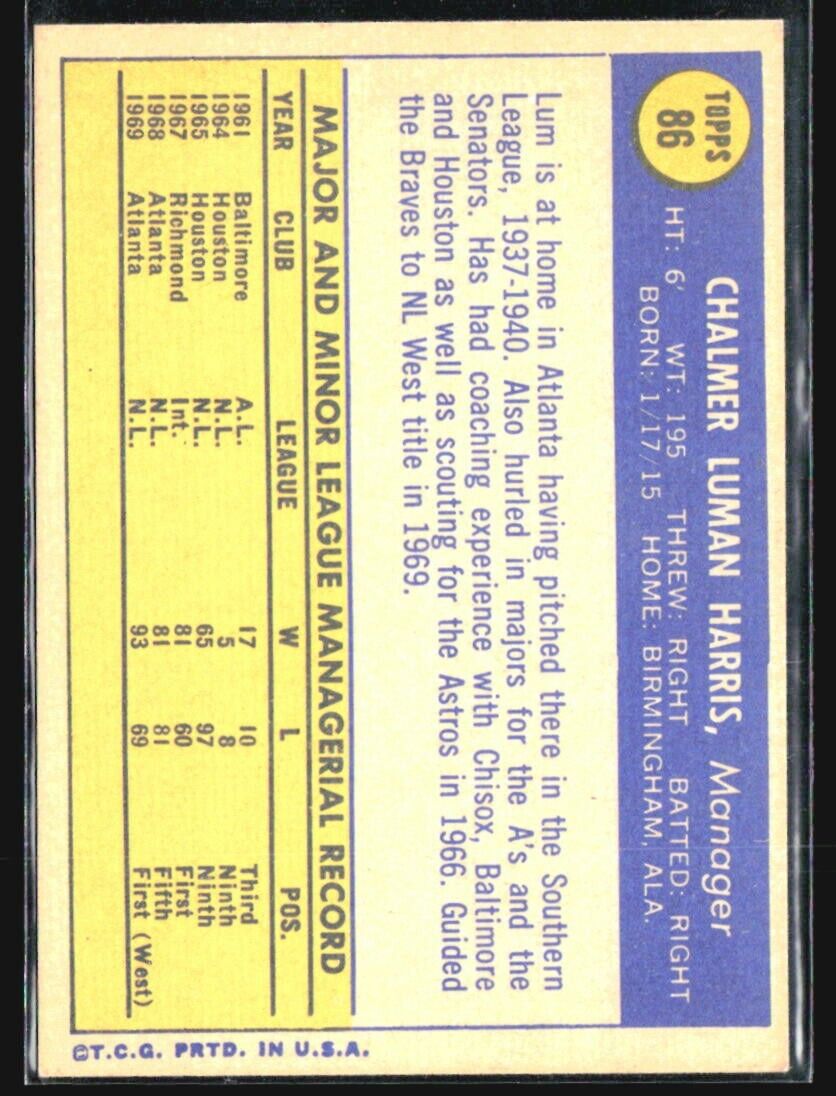 TOPPS
86
CHALMER LUMAN HARRIS, Manager
HT: 6' WT: 195 THREW: RIGHT BATTED: RIGHT
BORN: 1/17/15 HOME: BIRMINGHAM, ALA.
Lum is at home in Atlanta having pitched there in the Southern
League, 1937-1940. Also hurled in majors for the A's and the
Senators. Has had coaching experience with Chisox, Baltimore
and Houston as well as scouting for the Astros in 1966. Guided
the Braves to NL West title in 1969.
MAJOR AND MINOR LEAGUE MANAGERIAL RECORD
YEAR CLUB LEAGUE W L POS.
1961 Baltimore A.L. 17 10 Third
1964 Houston N.L. 5 8 Ninth
1965 Houston N.L. 65 97 Ninth
1967 Richmond Int. 81 60 First
1968 Atlanta N.L. 81 81 Fifth
1969 Atlanta N.L. 93 69 First (West)
©T.C.G. PRTD. IN U.S.A.